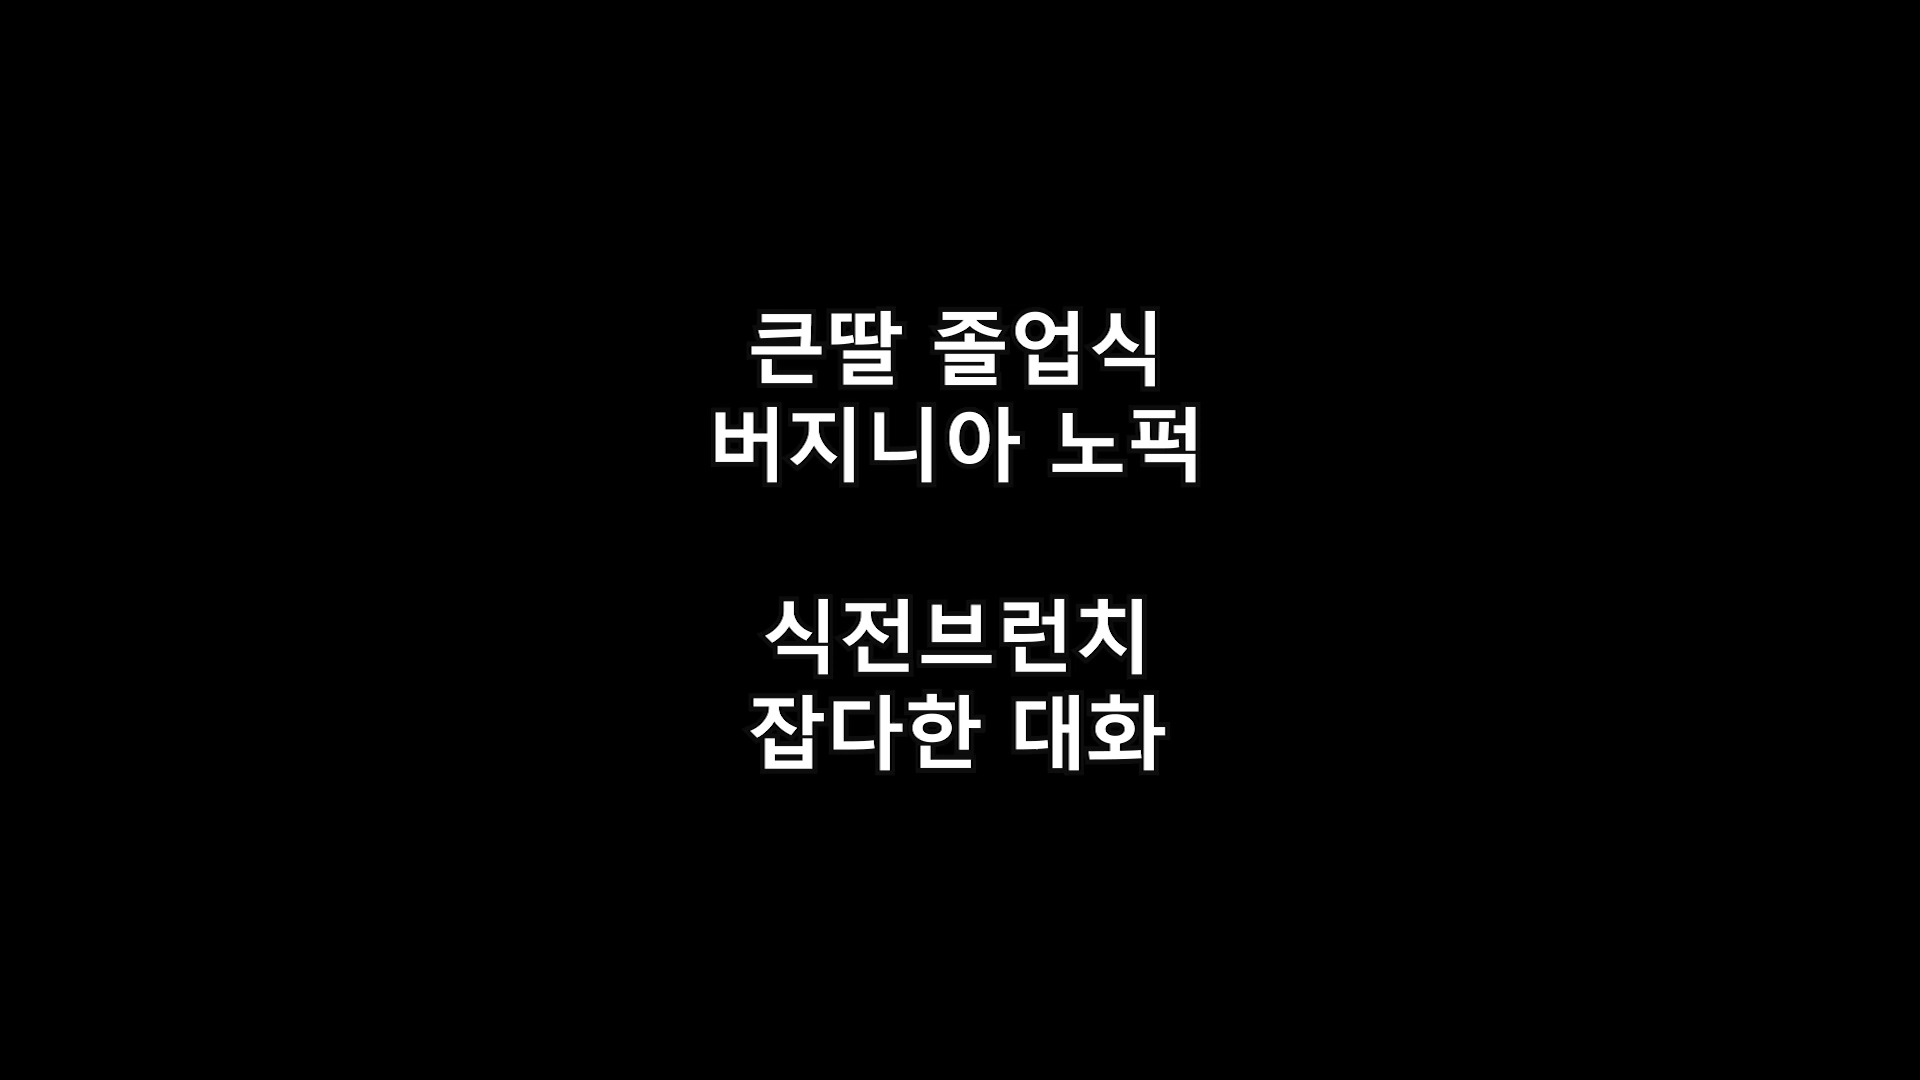 큰딸 졸업식
버지니아 노퍽
식전브런치
잡다한 대화